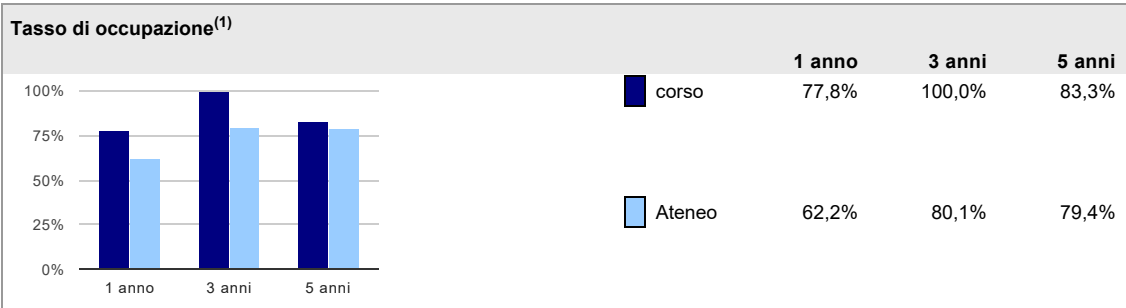 Tasso di occupazione(1)
1 anno 3 anni 5 anni
100%
75%
50%
25%
0%
1 anno 3 anni 5 anni
corso 77,8% 100,0% 83,3%
Ateneo 62,2% 80,1% 79,4%